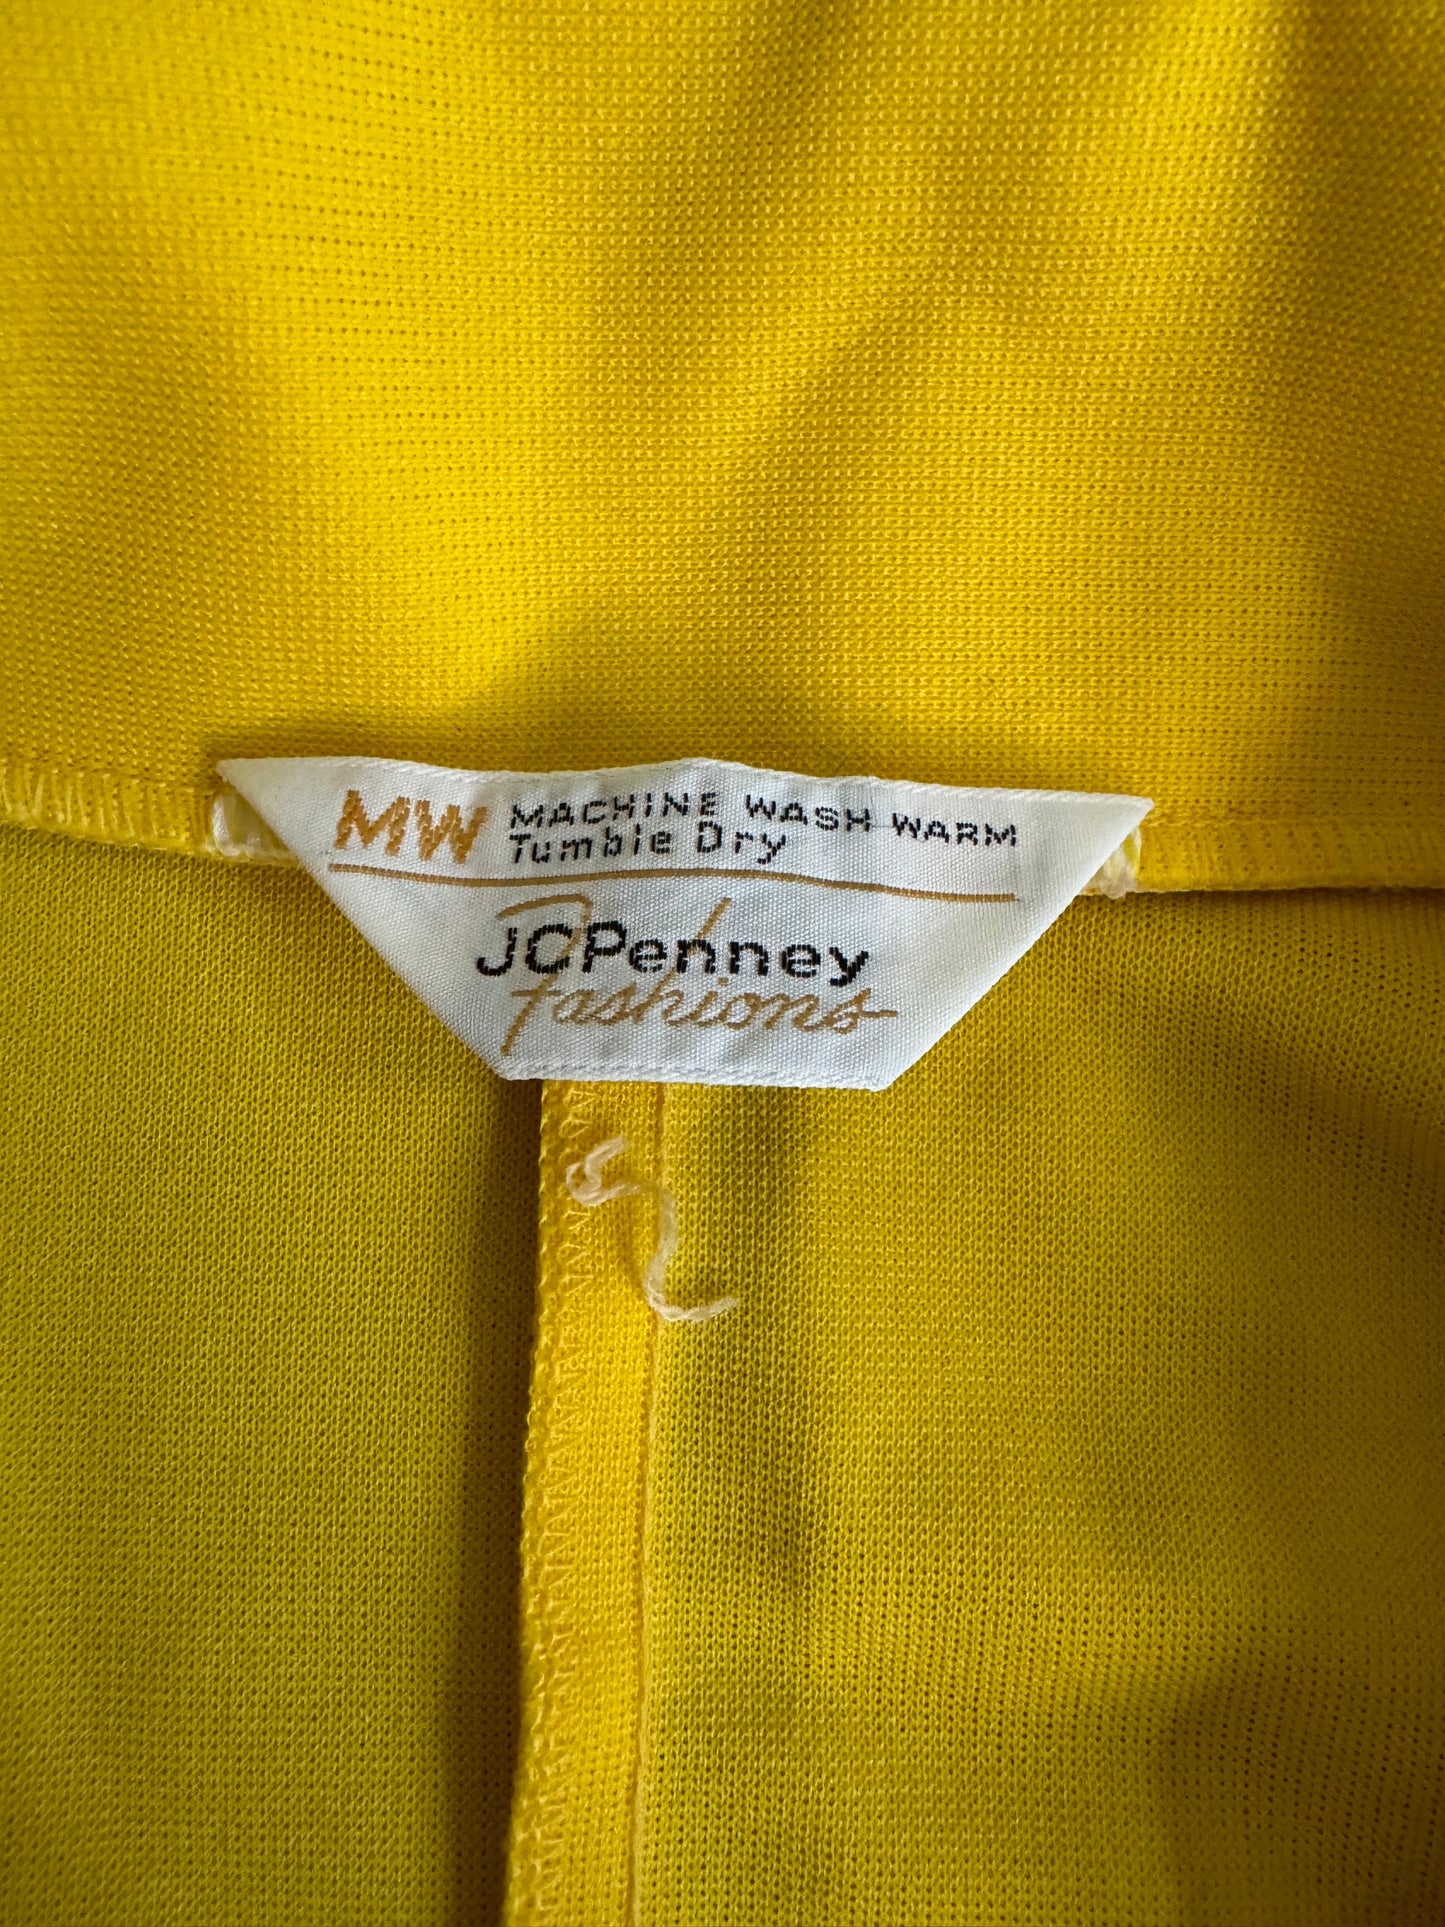 MW MACHINE WASH WARM
Tumble Dry
JCPenney
Fashions